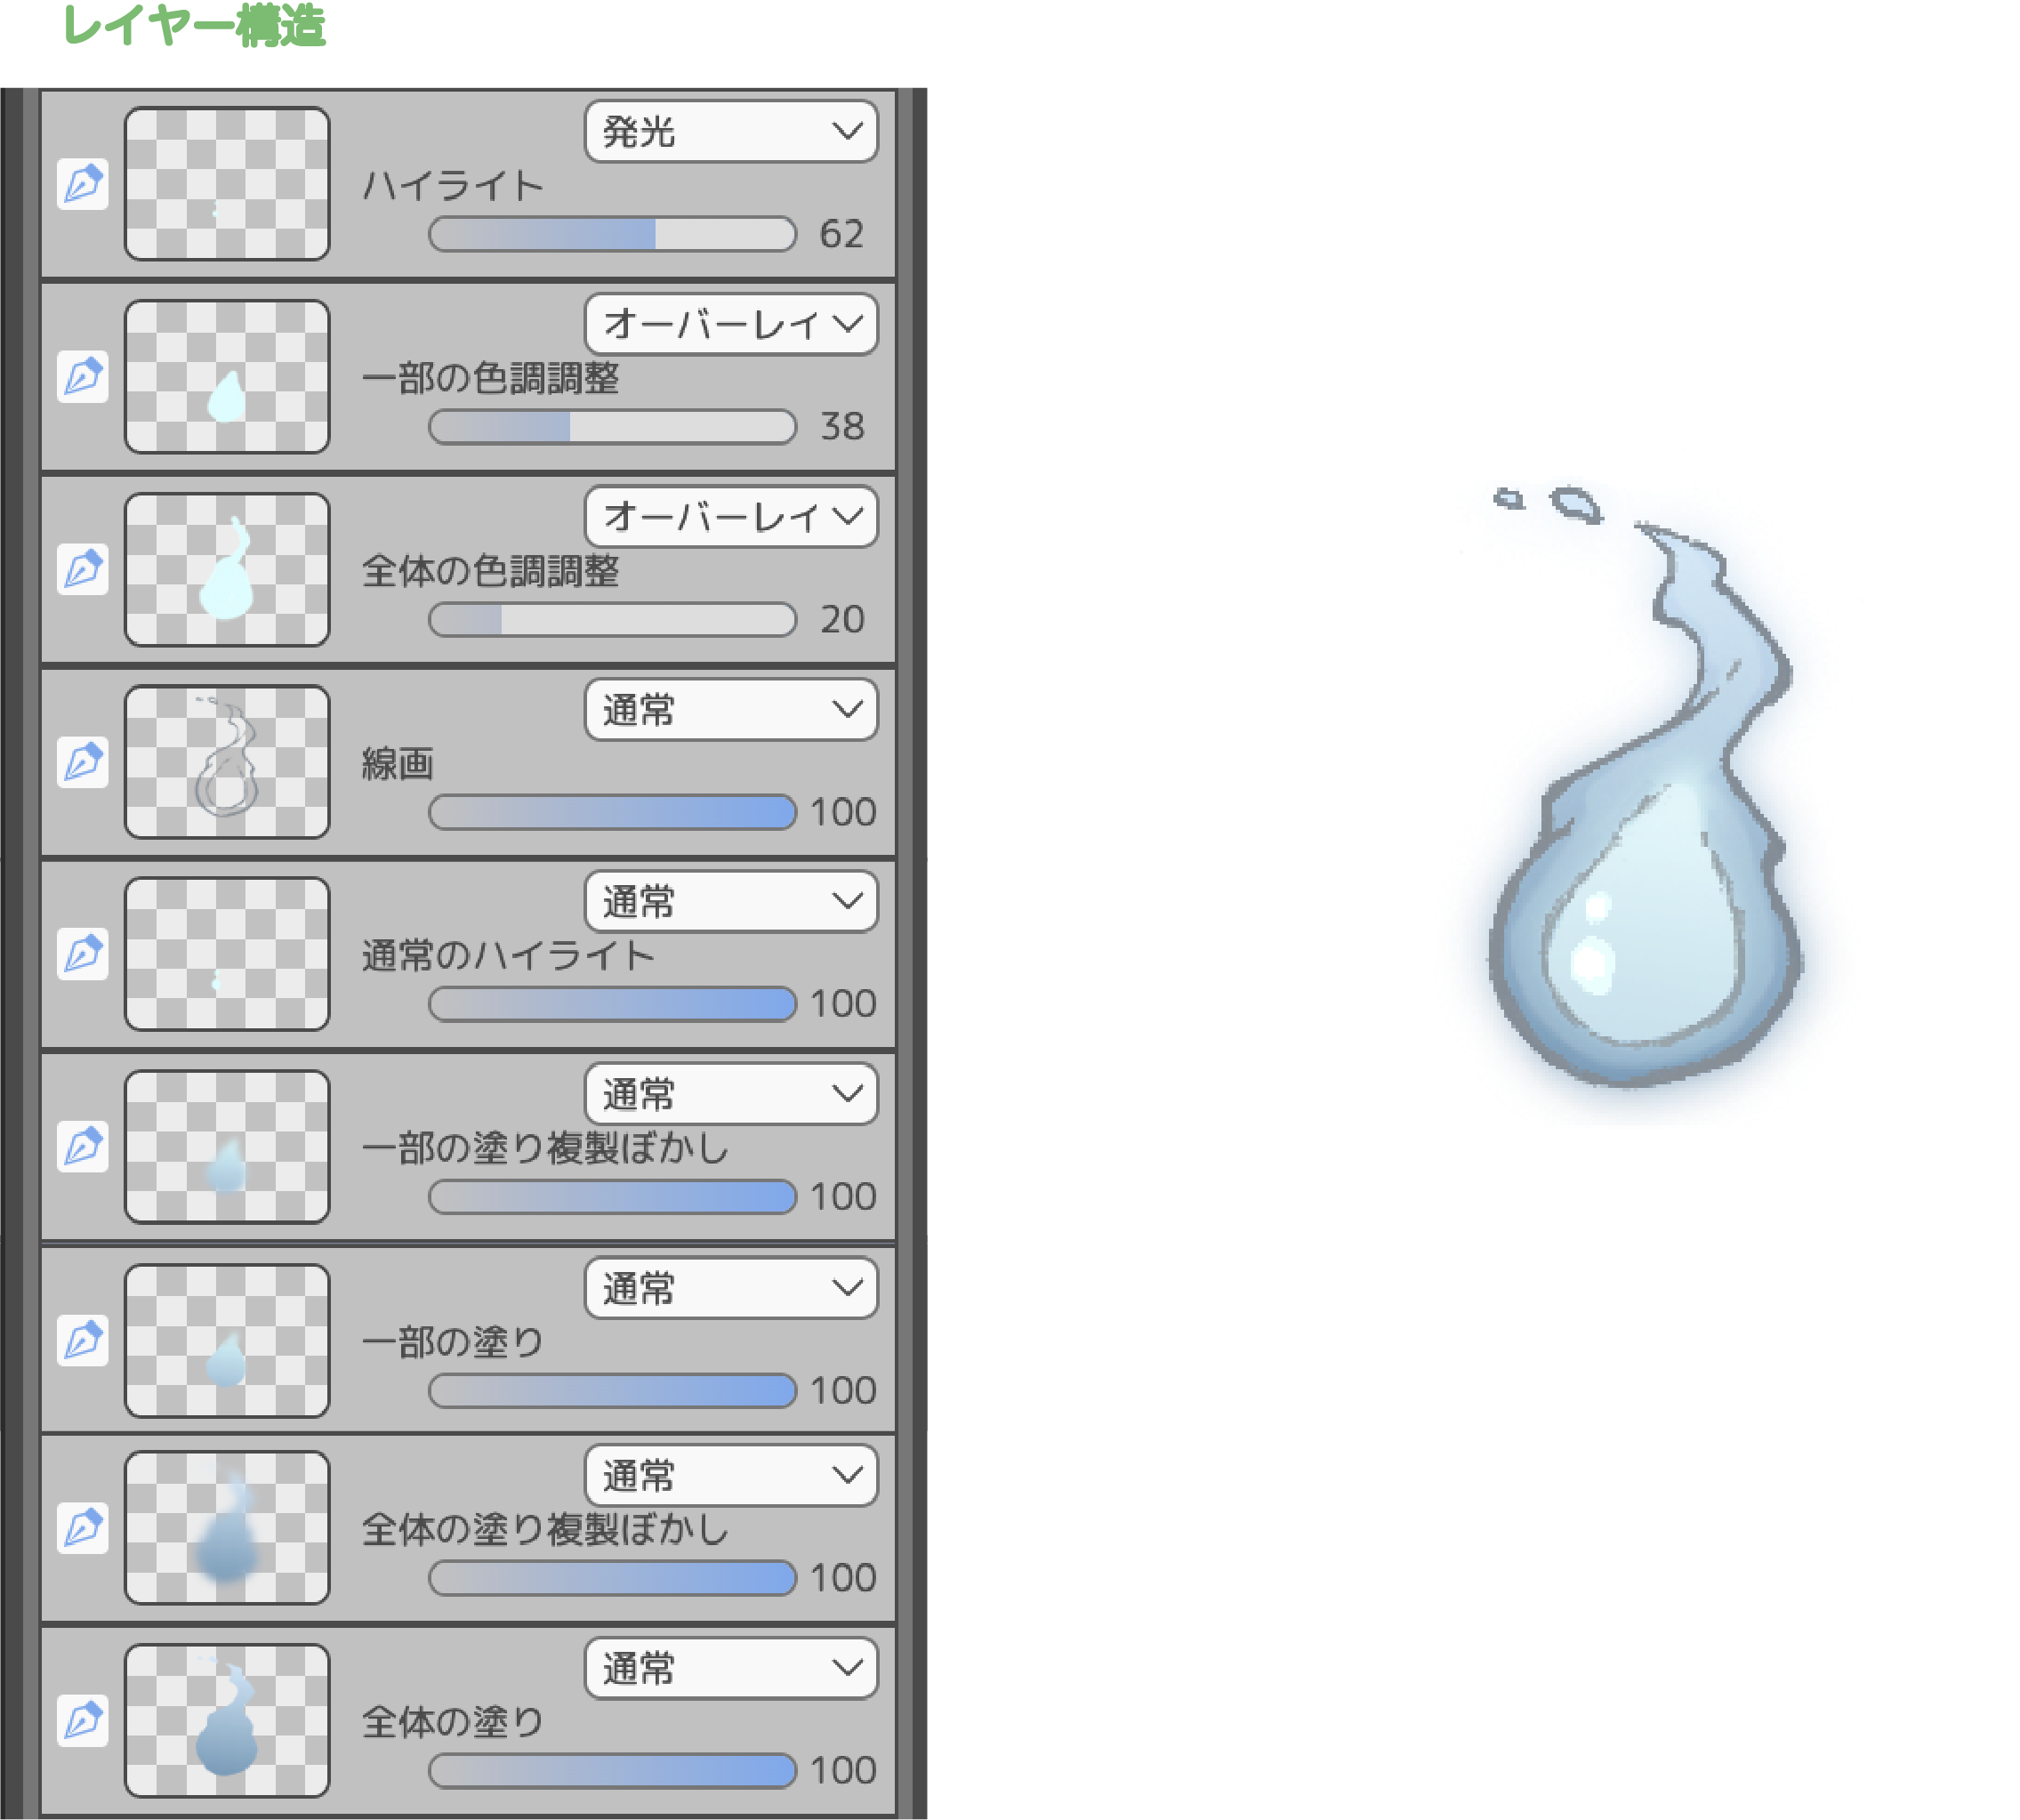 レイヤー構造
発光
ハイライト
62
オーバーレイ
一部の色調調整
38
オーバーレイ
全体の色調調整
20
通常
線画
100
通常
通常のハイライト
100
通常
一部の塗り複製ぼかし
100
通常
一部の塗り
100
通常
全体の塗り複製ぼかし
100
通常
全体の塗り
100